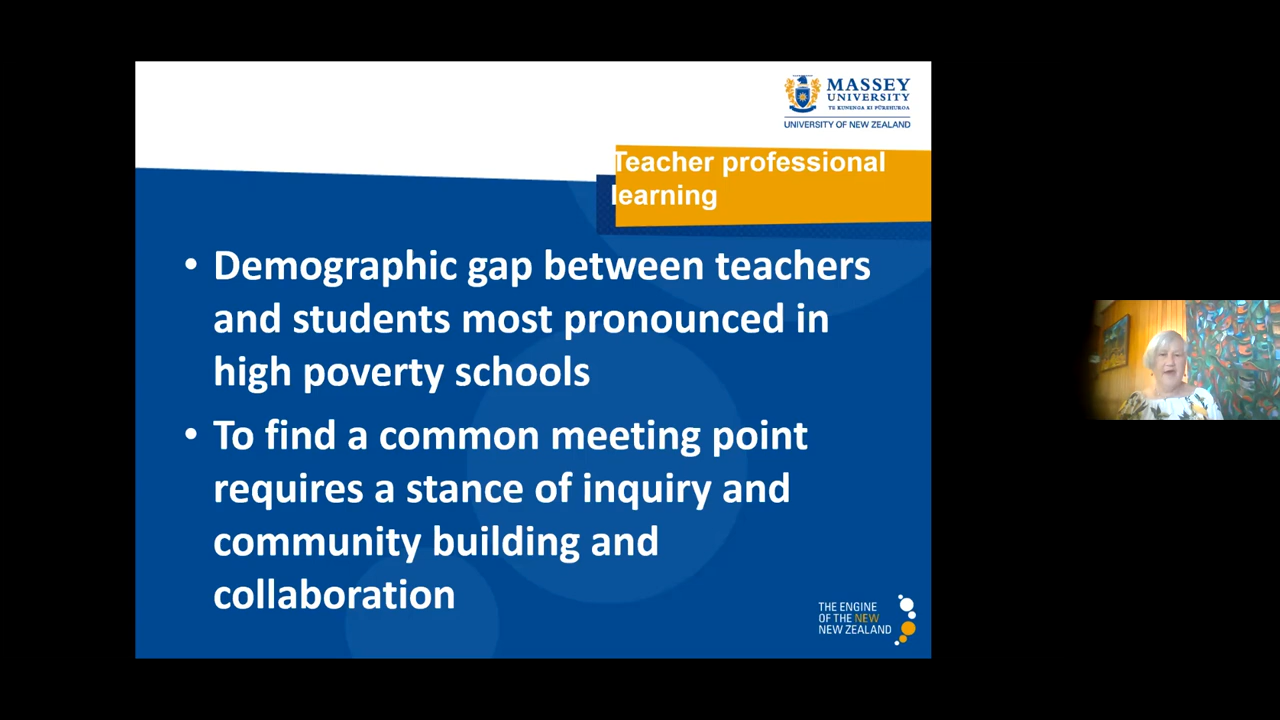 MASSEY
UNIVERSITY
TE KUNENGA KI PŪREHUROA
UNIVERSITY OF NEW ZEALAND
Teacher professional
learning
• Demographic gap between teachers
and students most pronounced in
high poverty schools
• To find a common meeting point
requires a stance of inquiry and
community building and
collaboration
THE ENGINE
OF THE NEW
NEW ZEALAND